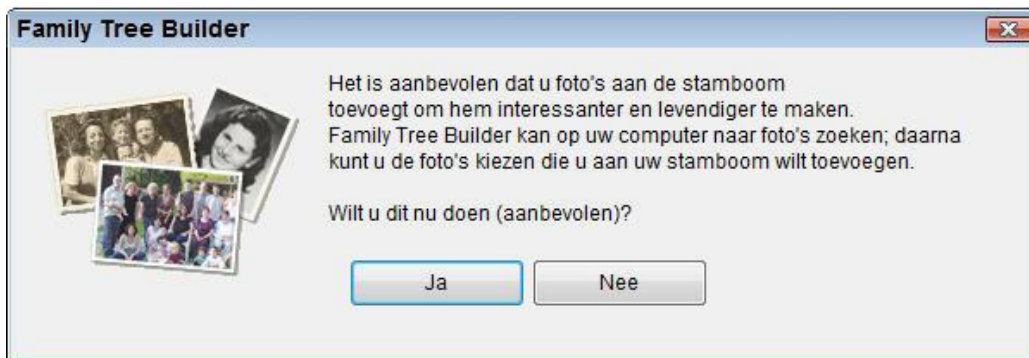 Family Tree Builder
Het is aanbevolen dat u foto's aan de stamboom
toevoegt om hem interessanter en levendiger te maken.
Family Tree Builder kan op uw computer naar foto's zoeken; daarna
kunt u de foto's kiezen die u aan uw stamboom wilt toevoegen.
Wilt u dit nu doen (aanbevolen)?
Ja
Nee